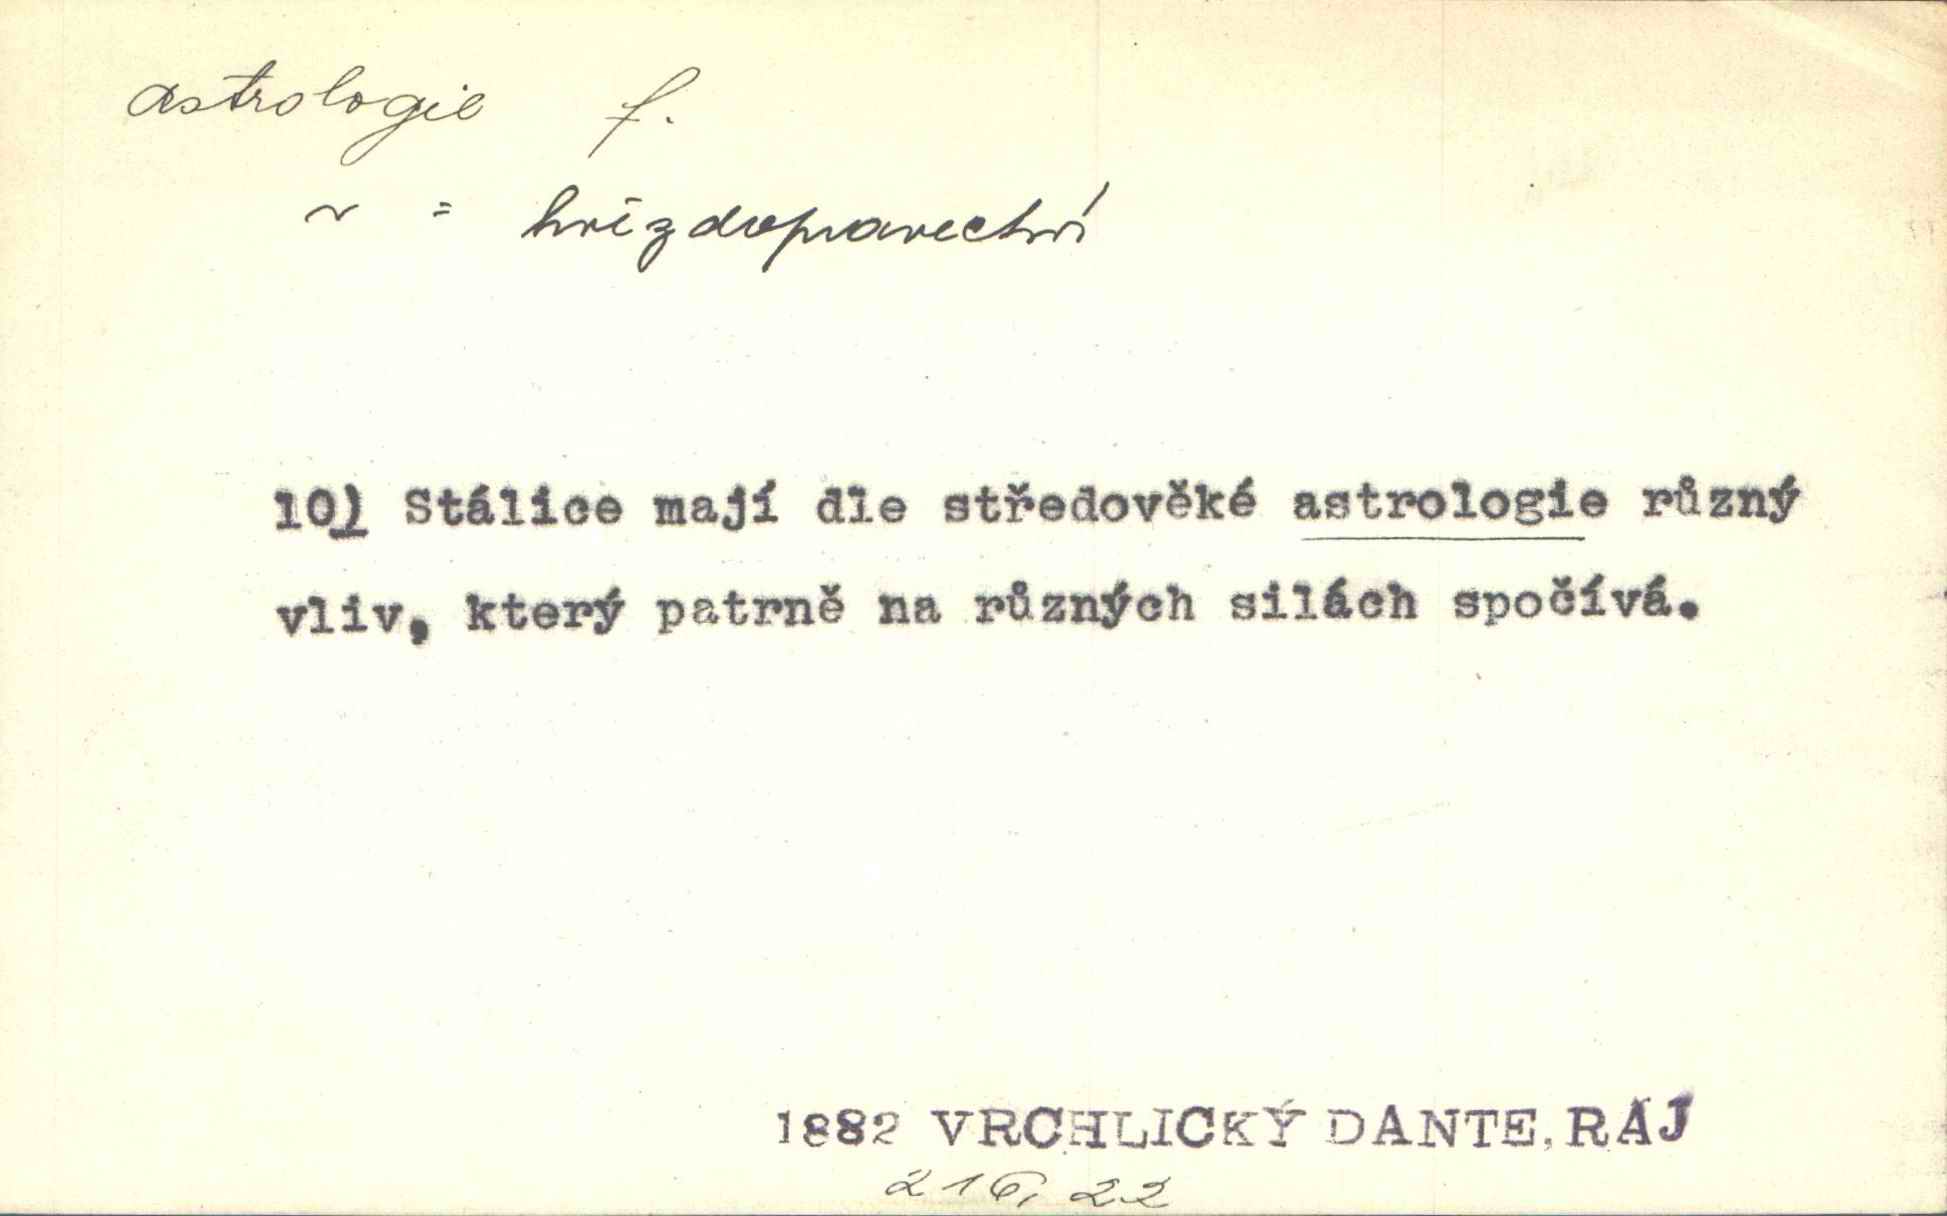 astrologie f.
~ = hvězdopravectví
10) Stálice mají dle středověké astrologie různý
vliv, který patrně na různých silách spočívá.
1882 VRCHLICKÝ DANTE, RÁJ
216, 22